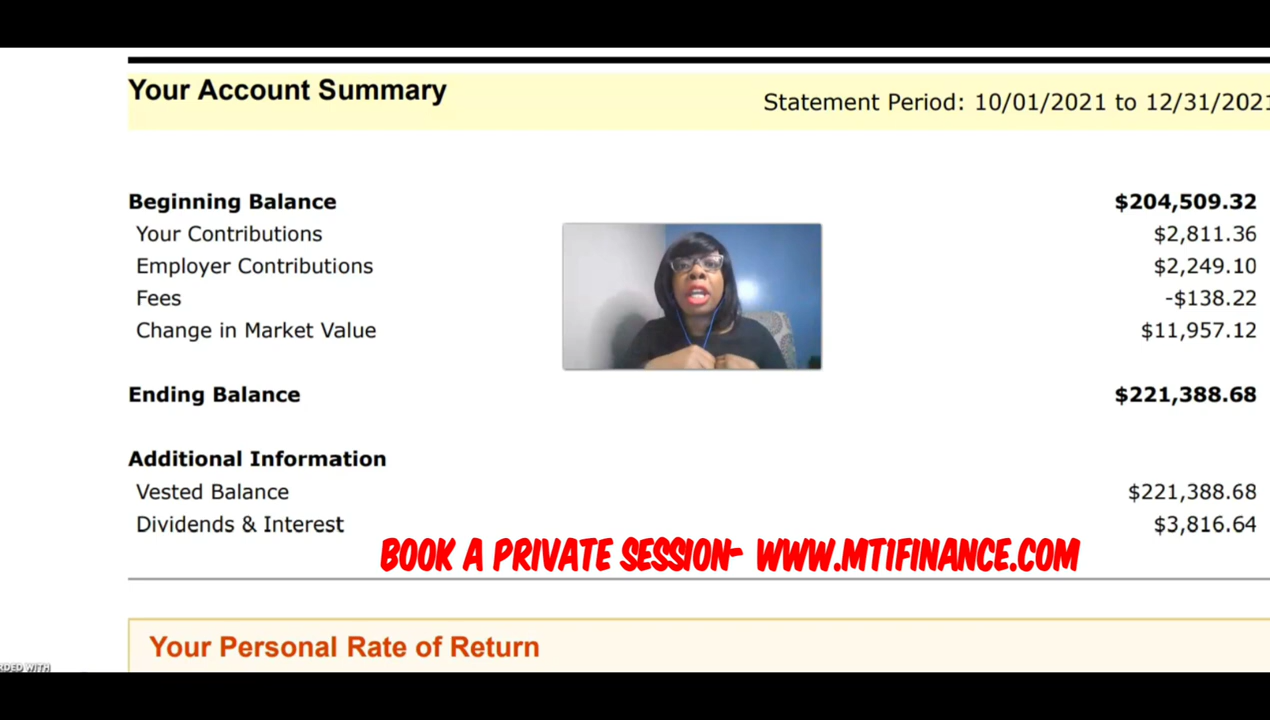 Your Account Summary
Statement Period: 10/01/2021 to 12/31/2021
Beginning Balance $204,509.32
Your Contributions $2,811.36
Employer Contributions $2,249.10
Fees -$138.22
Change in Market Value $11,957.12
Ending Balance $221,388.68
Additional Information
Vested Balance $221,388.68
Dividends & Interest $3,816.64
BOOK A PRIVATE SESSION- WWW.MT1FINANCE.COM
Your Personal Rate of Return
WITH